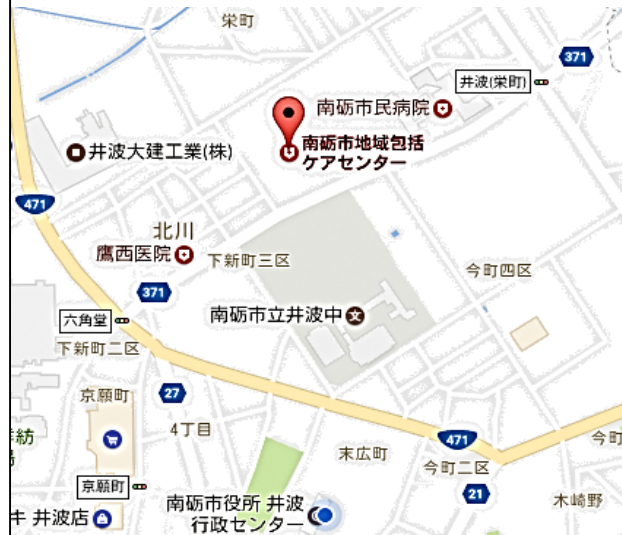 栄町
371
井波(栄町)
南砺市民病院
南砺市地域包括
ケアセンター
井波大建工業(株)
471
北川
鷹西医院
下新町三区
今町四区
371
南砺市立井波中
文
六角堂
下新町二区
京願町
27
4丁目
471
今町
末広町
今町二区
京願町
21
木崎野
南砺市役所 井波
行政センター
キ 井波店